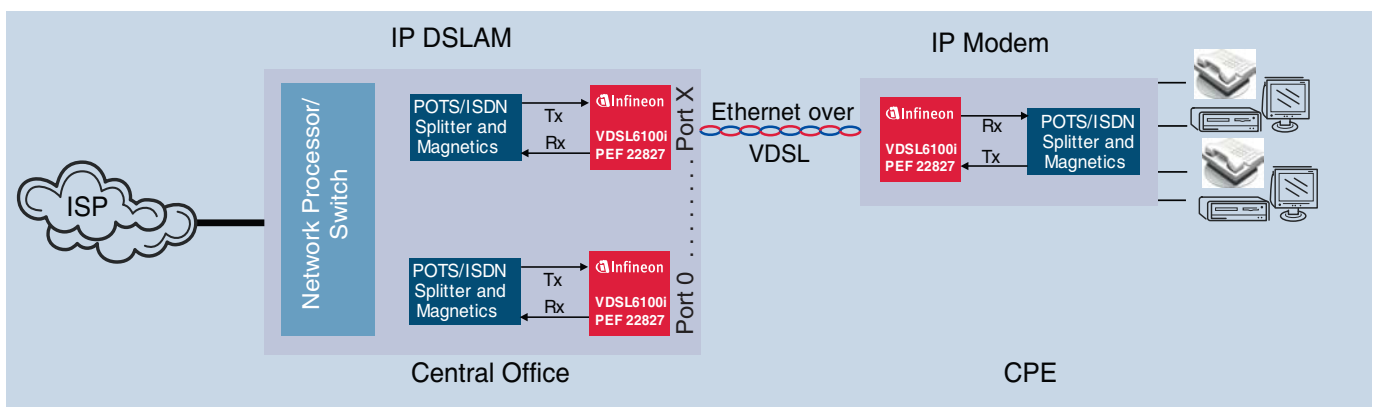 IP DSLAM
IP Modem
ISP
Network Processor/
Switch
POTS/ISDN
Splitter and
Magnetics
Tx
Rx
Infineon
VDSL6100i
PEF 22827
POTS/ISDN
Splitter and
Magnetics
Tx
Rx
Infineon
VDSL6100i
PEF 22827
Port 0 . . . . . . . . Port X
Ethernet over
VDSL
Infineon
VDSL6100i
PEF 22827
Rx
Tx
POTS/ISDN
Splitter and
Magnetics
Central Office
CPE